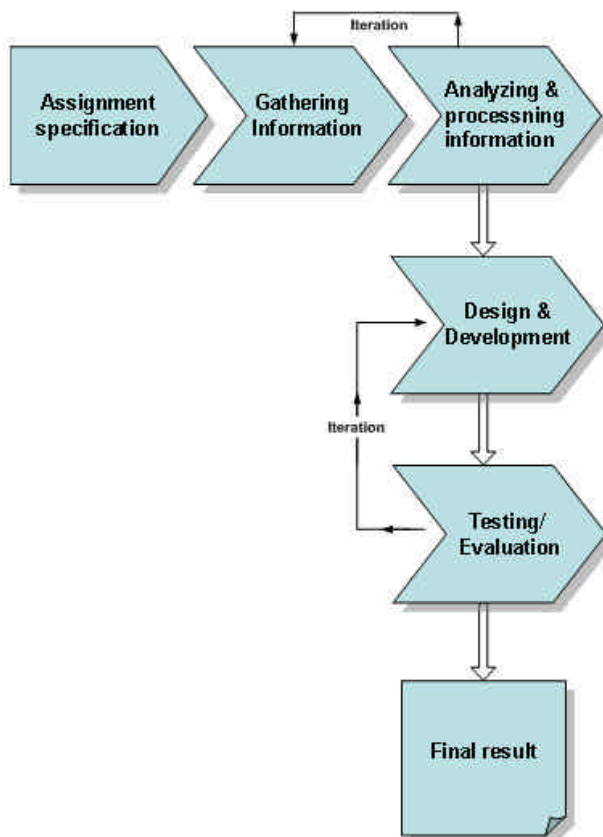 Iteration
Assignment
specification
Gathering
Information
Analyzing &
processning
information
Design &
Development
Iteration
Testing/
Evaluation
Final result